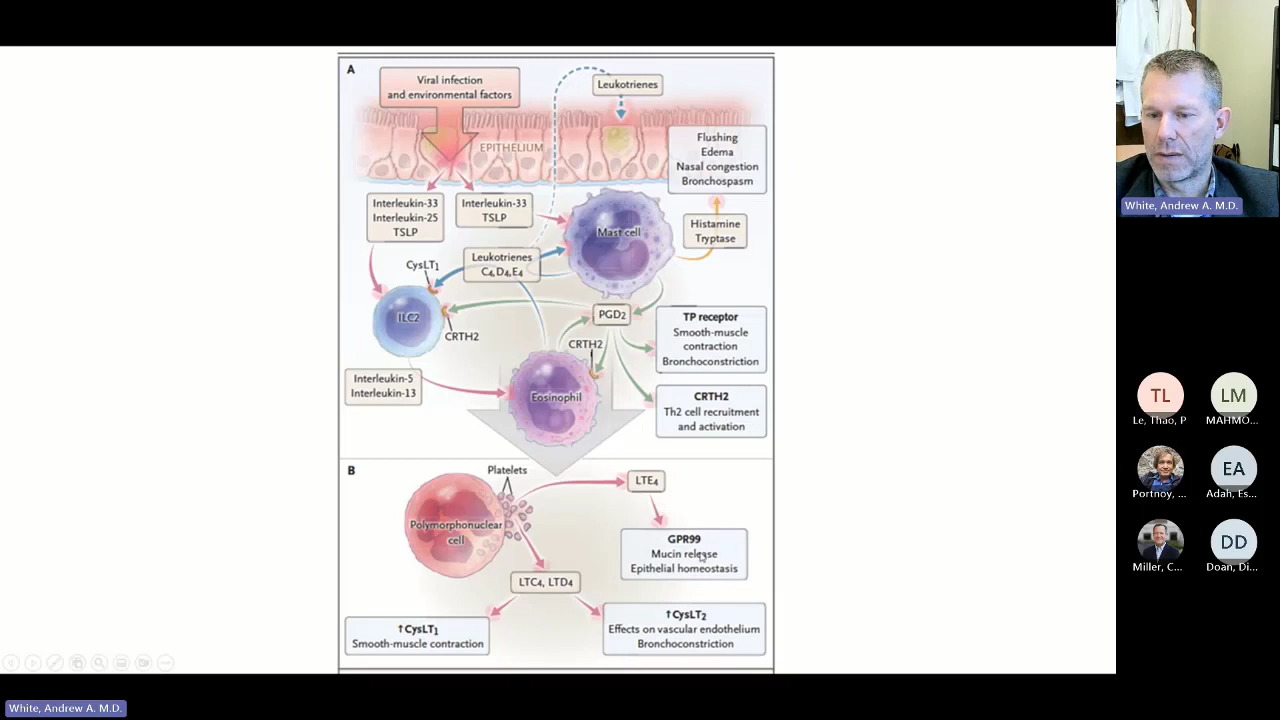 A
Viral infection
and environmental factors
Leukotrienes
EPITHELIUM
Flushing
Edema
Nasal congestion
Bronchospasm
Interleukin-33
Interleukin-25
TSLP
Interleukin-33
TSLP
Mast cell
Histamine
Tryptase
CysLT1
Leukotrienes
C4,D4,E4
ILC2
CRTH2
PGD2
CRTH2
TP receptor
Smooth-muscle
contraction
Bronchoconstriction
Interleukin-5
Interleukin-13
Eosinophil
CRTH2
Th2 cell recruitment
and activation
B
Platelets
LTE4
Polymorphonuclear
cell
GPR99
Mucin release
Epithelial homeostasis
LTC4, LTD4
↑CysLT1
Smooth-muscle contraction
↑CysLT2
Effects on vascular endothelium
Bronchoconstriction
White, Andrew A. M.D.
TL
Le, Thao, P
LM
MAHMO...
Portnoy, ...
EA
Adah, Es...
Miller, C...
DD
Doan, Di...
White, Andrew A. M.D.